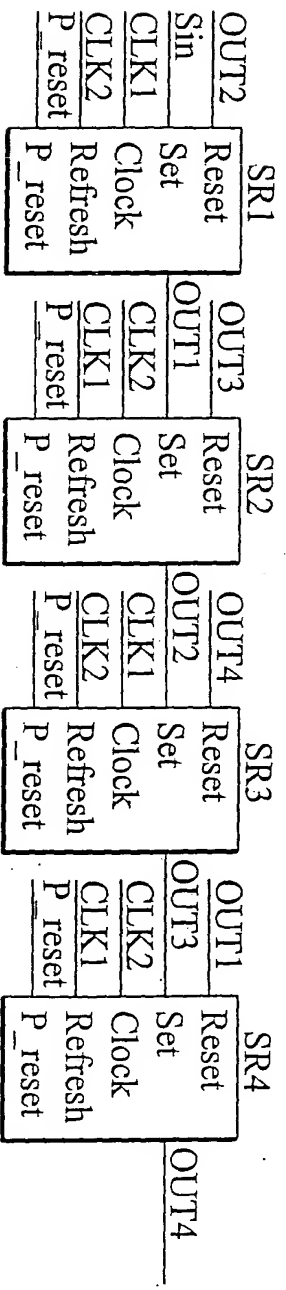 SR1
OUT2
Sin
CLK1
CLK2
P_reset
Reset
Set
Clock
Refresh
P_reset
SR2
OUT3
OUT1
CLK2
CLK1
P_reset
Reset
Set
Clock
Refresh
P_reset
SR3
OUT4
OUT2
CLK1
CLK2
P_reset
Reset
Set
Clock
Refresh
P_reset
SR4
OUT1
OUT3
CLK2
CLK1
P_reset
Reset
Set
Clock
Refresh
P_reset
OUT4